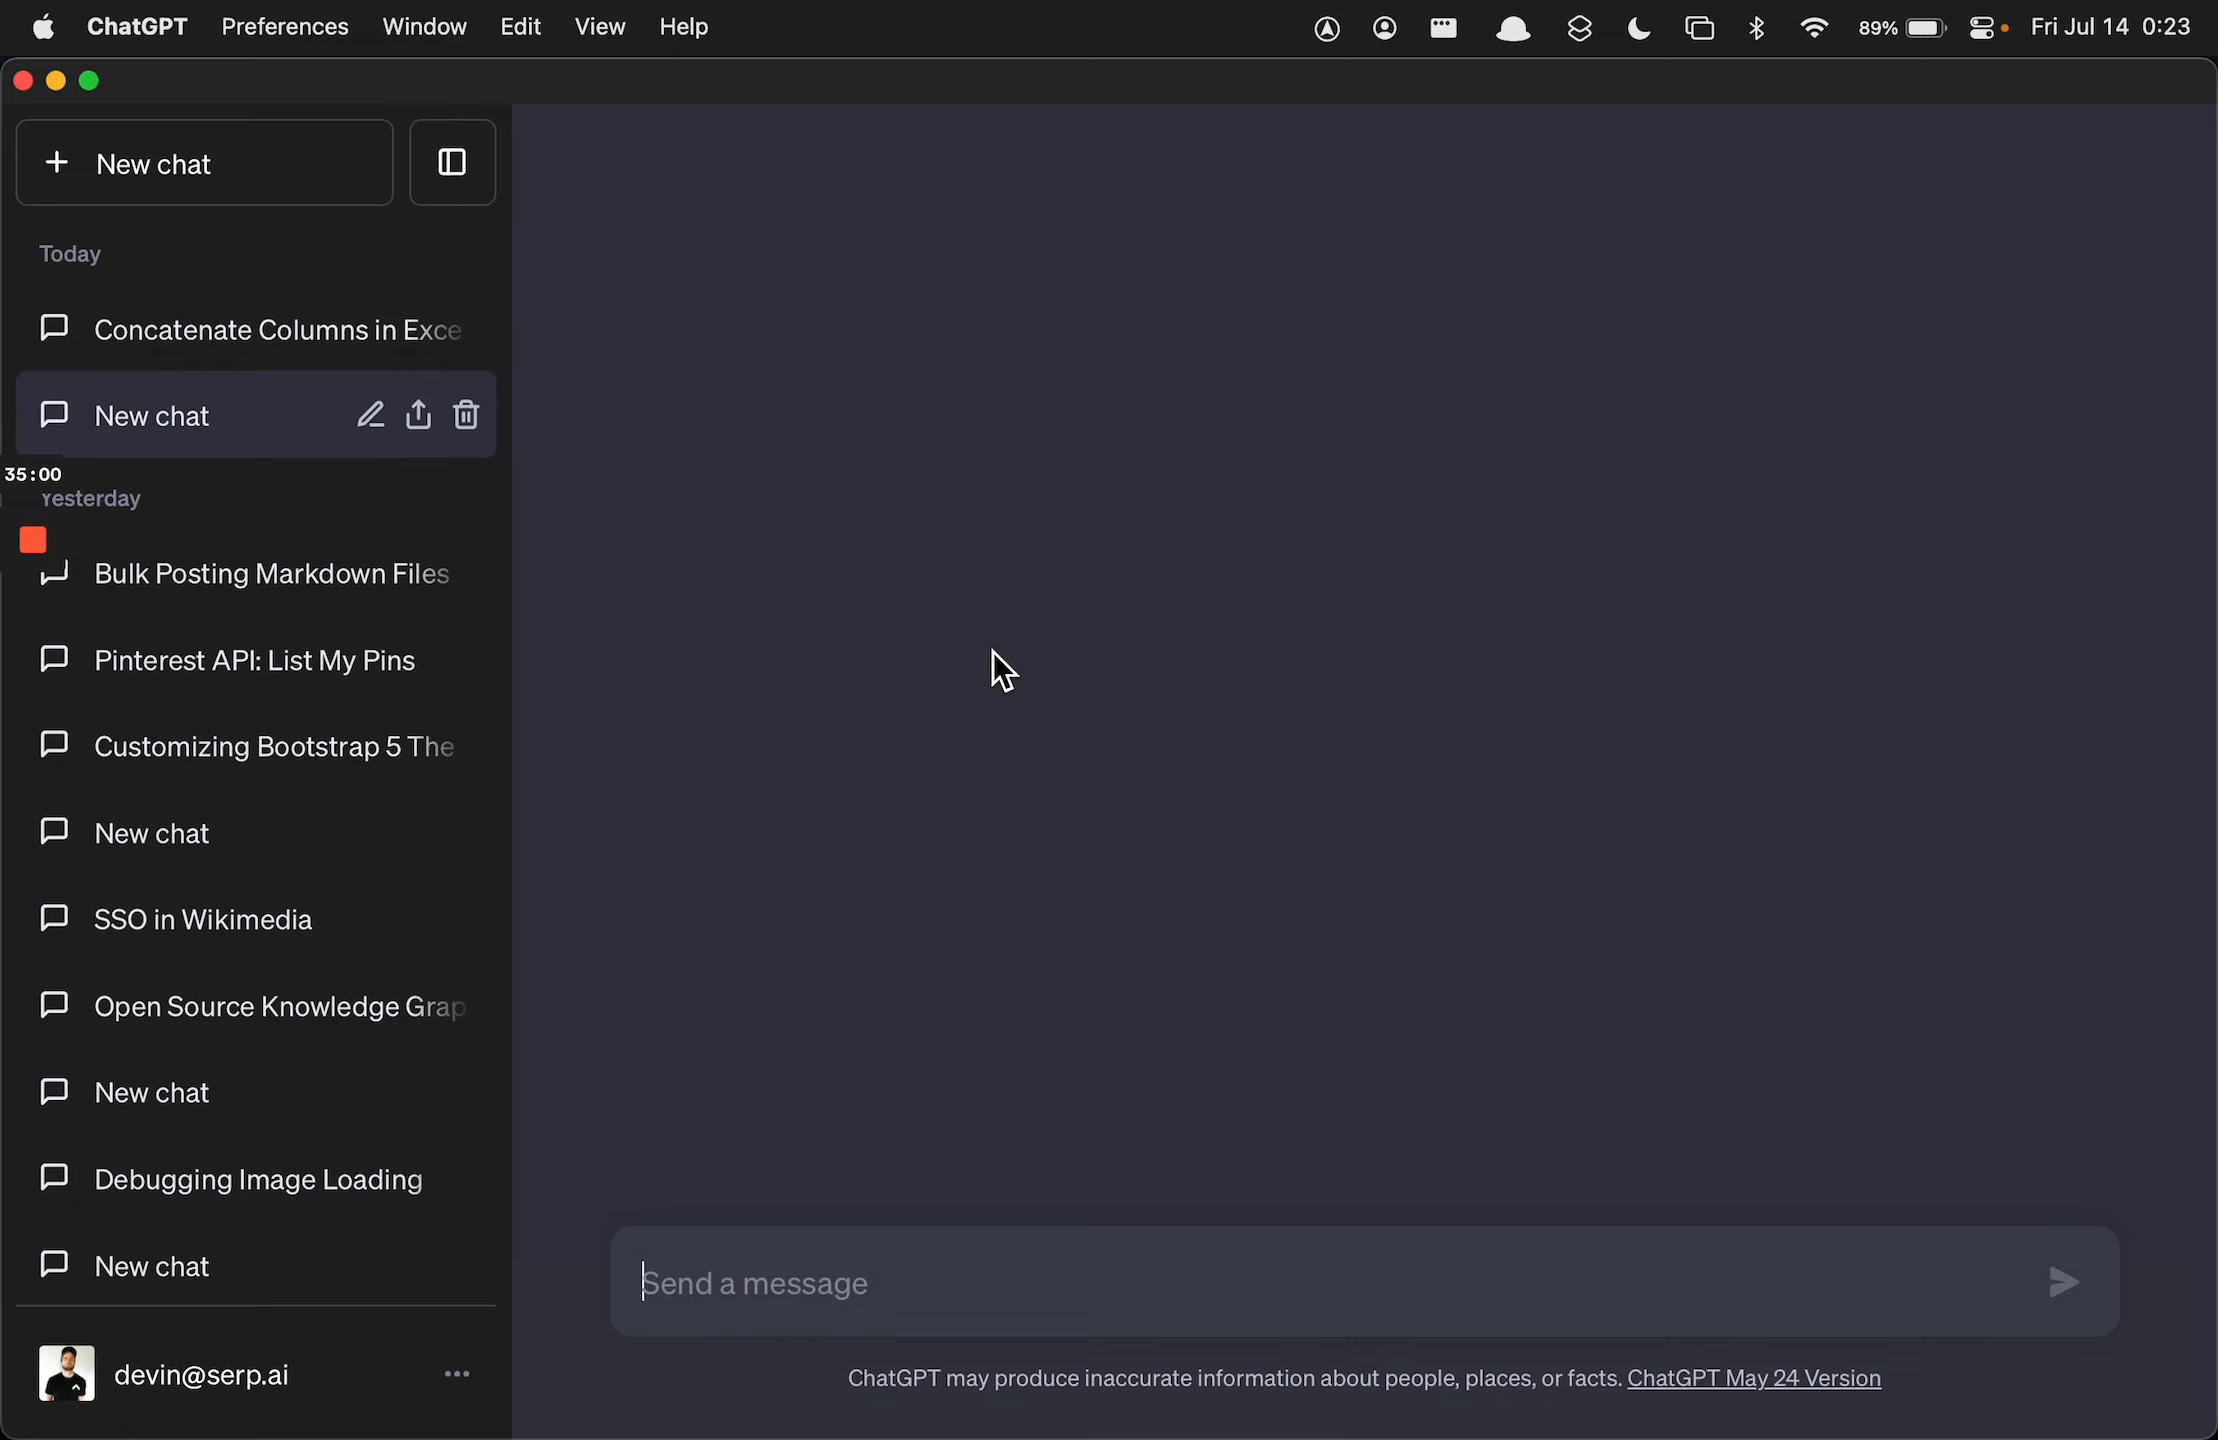 ChatGPT Preferences Window Edit View Help 89% Fri Jul 14 0:23
New chat
Today
Concatenate Columns in Exce
New chat
35:00
Yesterday
Bulk Posting Markdown Files
Pinterest API: List My Pins
Customizing Bootstrap 5 The
New chat
SSO in Wikimedia
Open Source Knowledge Grap
New chat
Debugging Image Loading
New chat
Send a message
devin@serp.ai
ChatGPT may produce inaccurate information about people, places, or facts. ChatGPT May 24 Version